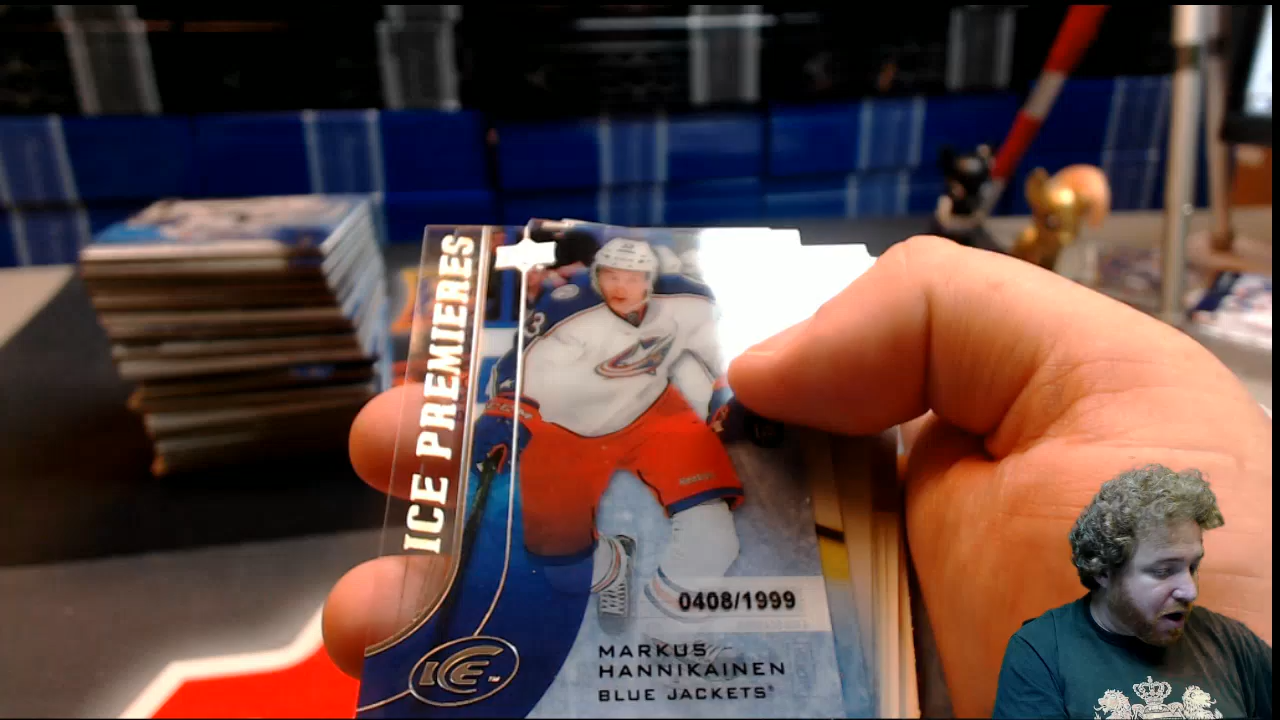 ICE PREMIERES
0408/1999
MARKUS
HANNIKAINEN
BLUE JACKETS
ICE